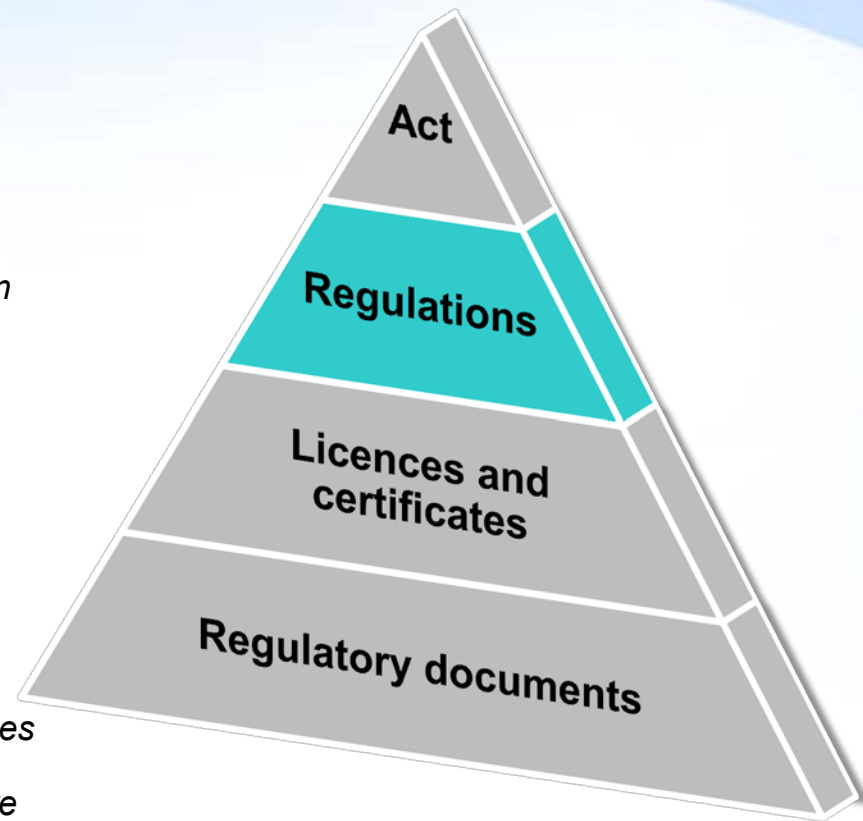 Act
Regulations
Licences and
certificates
Regulatory documents